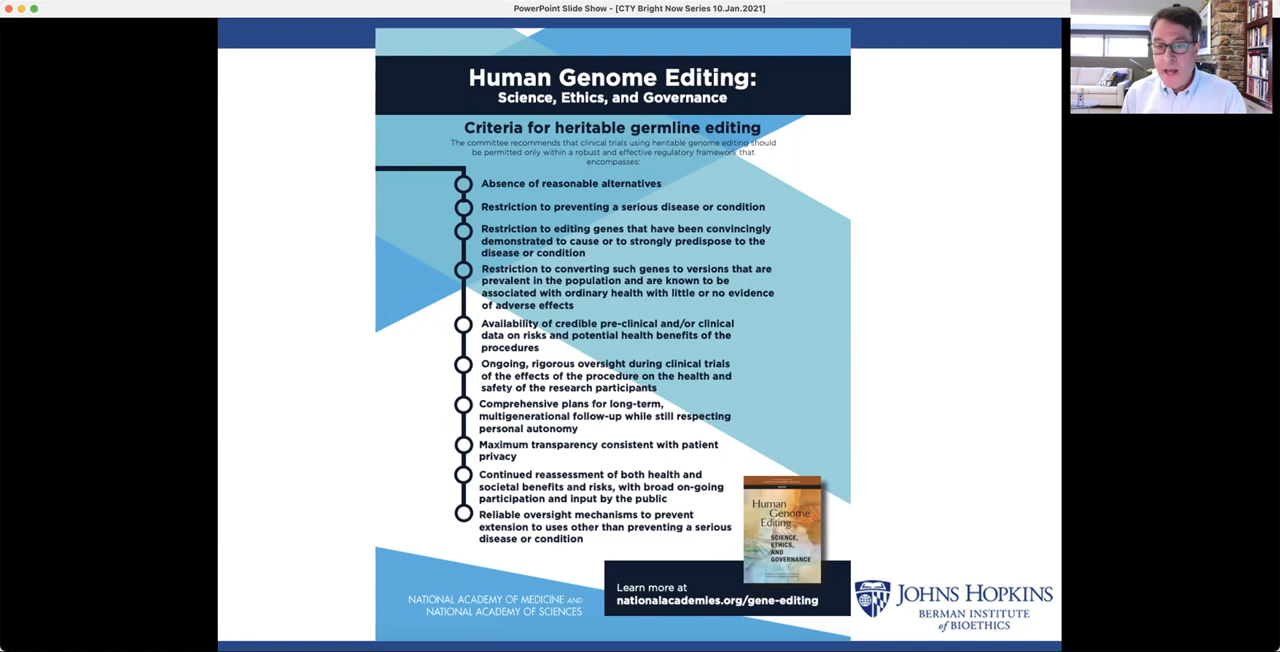 PowerPoint Slide Show - [CTY Bright Now Series 10.Jan.2021]
Human Genome Editing:
Science, Ethics, and Governance
Criteria for heritable germline editing
The committee recommends that clinical trials using heritable genome editing should
be permitted only within a robust and effective regulatory framework that
encompasses:
Absence of reasonable alternatives
Restriction to preventing a serious disease or condition
Restriction to editing genes that have been convincingly
demonstrated to cause or to strongly predispose to the
disease or condition
Restriction to converting such genes to versions that are
prevalent in the population and are known to be
associated with ordinary health with little or no evidence
of adverse effects
Availability of credible pre-clinical and/or clinical
data on risks and potential health benefits of the
procedures
Ongoing, rigorous oversight during clinical trials
of the effects of the procedure on the health and
safety of the research participants
Comprehensive plans for long-term,
multigenerational follow-up while still respecting
personal autonomy
Maximum transparency consistent with patient
privacy
Continued reassessment of both health and
societal benefits and risks, with broad on-going
participation and input by the public
Reliable oversight mechanisms to prevent
extension to uses other than preventing a serious
disease or condition
Human
Genome
Editing
SCIENCE,
ETHICS,
AND
GOVERNANCE
Learn more at
nationalacademies.org/gene-editing
NATIONAL ACADEMY OF MEDICINE AND
NATIONAL ACADEMY OF SCIENCES
JOHNS HOPKINS
BERMAN INSTITUTE
of BIOETHICS